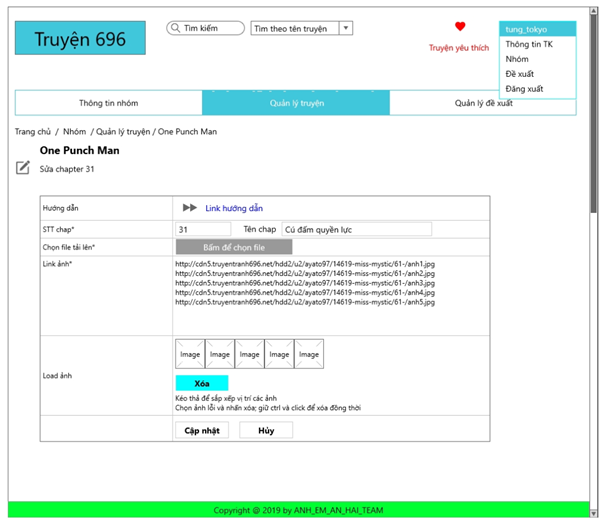 Truyện 696
Tìm kiếm
Tìm theo tên truyện
Truyện yêu thích
tung_tokyo
Thông tin TK
Nhóm
Đề xuất
Đăng xuất
Thông tin nhóm
Quản lý truyện
Quản lý đề xuất
Trang chủ / Nhóm / Quản lý truyện / One Punch Man
One Punch Man
Sửa chapter 31
Hướng dẫn
Link hướng dẫn
STT chap*
31
Tên chap
Cú đấm quyền lực
Chọn file tải lên*
Bấm để chọn file
Link ảnh*
http://cdn5.truyentranh696.net/hdd2/u2/ayato97/14619-miss-mystic/61-/anh1.jpg
http://cdn5.truyentranh696.net/hdd2/u2/ayato97/14619-miss-mystic/61-/anh2.jpg
http://cdn5.truyentranh696.net/hdd2/u2/ayato97/14619-miss-mystic/61-/anh3.jpg
http://cdn5.truyentranh696.net/hdd2/u2/ayato97/14619-miss-mystic/61-/anh4.jpg
http://cdn5.truyentranh696.net/hdd2/u2/ayato97/14619-miss-mystic/61-/anh5.jpg
Load ảnh
Image Image Image Image Image
Xóa
Kéo thả để sắp xếp vị trí các ảnh
Chọn ảnh lỗi và nhấn xóa; giữ ctrl và click để xóa đồng thời
Cập nhật
Hủy
Copyright @ 2019 by ANH_EM_AN_HAI_TEAM